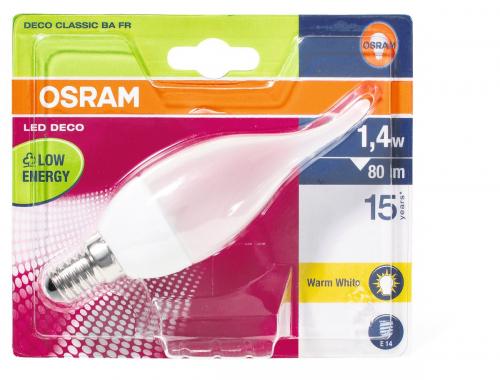 DECO CLASSIC BA FR
OSRAM
OSRAM
LED DECO
LOW
ENERGY
1,4w
80 lm
15 years*
Warm White
E 14